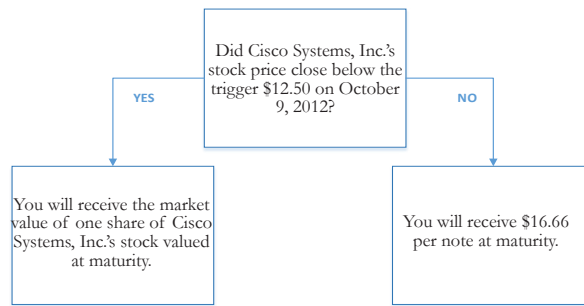 Did Cisco Systems, Inc.'s
stock price close below the
trigger $12.50 on October
9, 2012?
YES
NO
You will receive the market
value of one share of Cisco
Systems, Inc.'s stock valued
at maturity.
You will receive $16.66
per note at maturity.